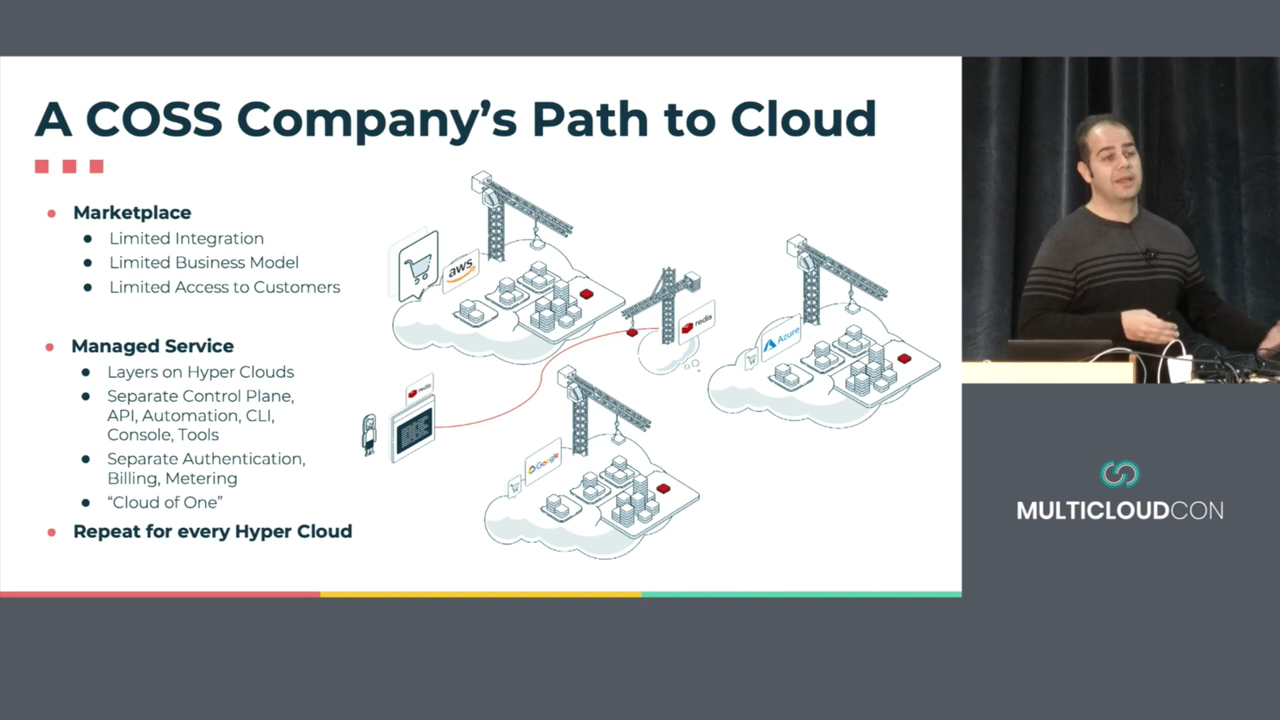 A COSS Company's Path to Cloud
Marketplace
Limited Integration
Limited Business Model
Limited Access to Customers
Managed Service
Layers on Hyper Clouds
Separate Control Plane,
API, Automation, CLI,
Console, Tools
Separate Authentication,
Billing, Metering
“Cloud of One”
Repeat for every Hyper Cloud
aws
redis
Azure
redis
Google
MULTICLOUDCON